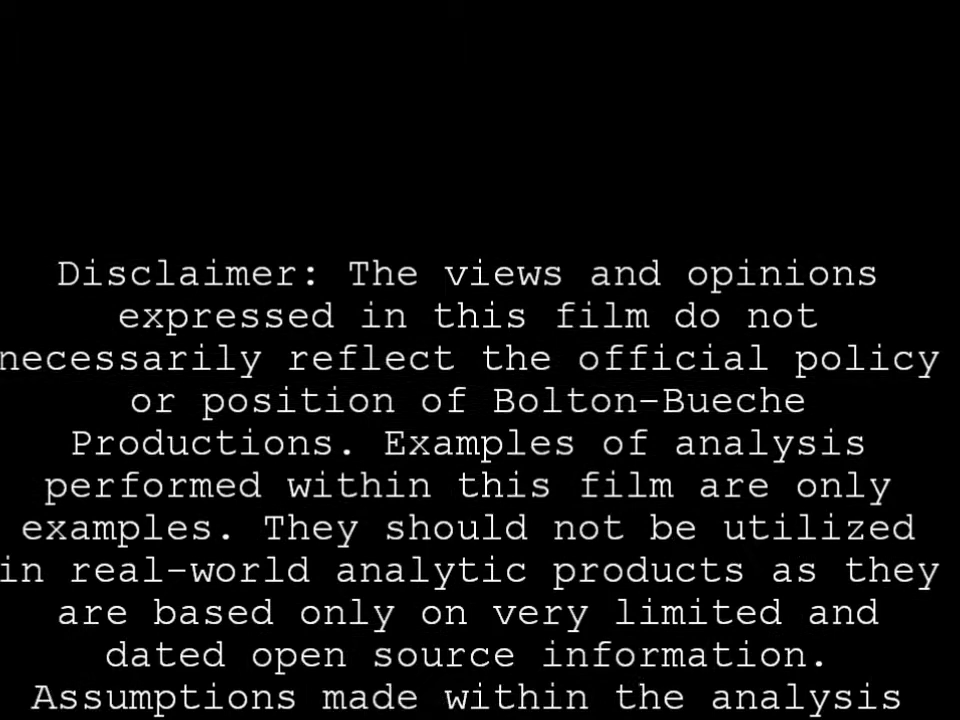 Disclaimer: The views and opinions
expressed in this film do not
necessarily reflect the official policy
or position of Bolton-Bueche
Productions. Examples of analysis
performed within this film are only
examples. They should not be utilized
in real-world analytic products as they
are based only on very limited and
dated open source information.
Assumptions made within the analysis